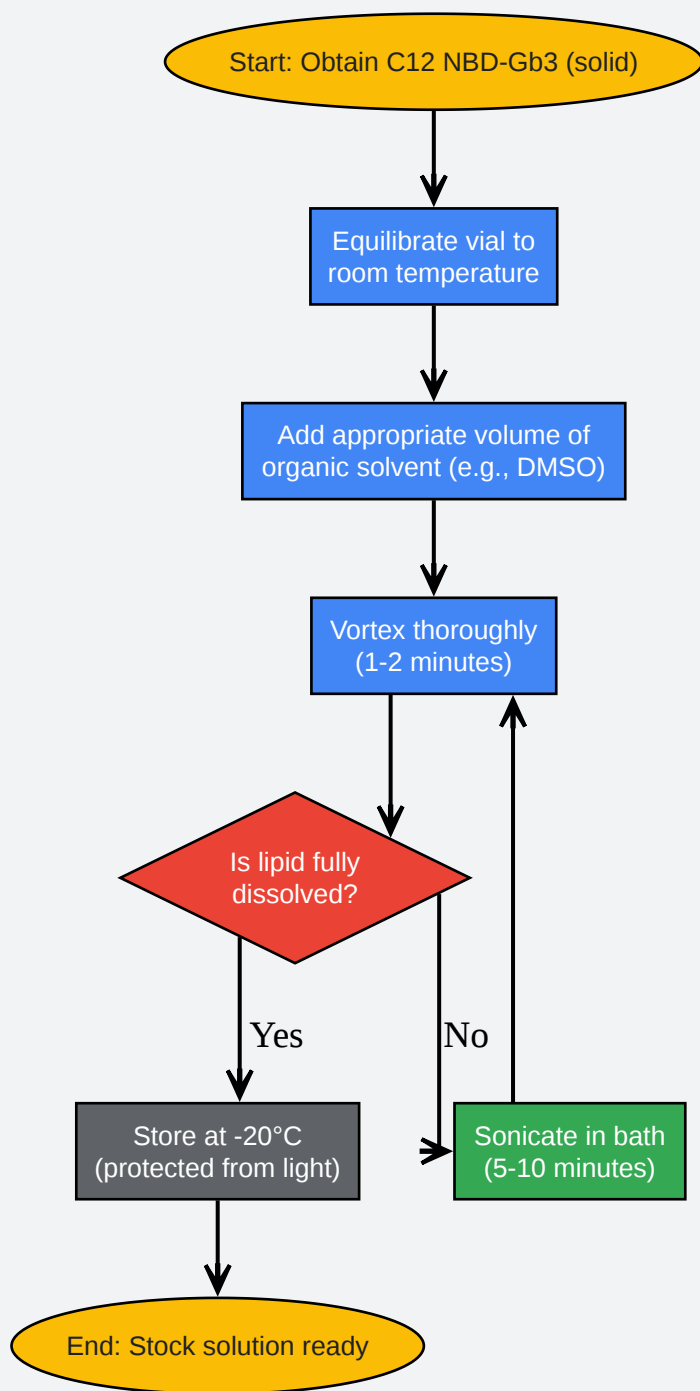 Start: Obtain C12 NBD-Gb3 (solid)
Equilibrate vial to
room temperature
Add appropriate volume of
organic solvent (e.g., DMSO)
Vortex thoroughly
(1-2 minutes)
Is lipid fully
dissolved?
Yes
No
Store at -20°C
(protected from light)
Sonicate in bath
(5-10 minutes)
End: Stock solution ready